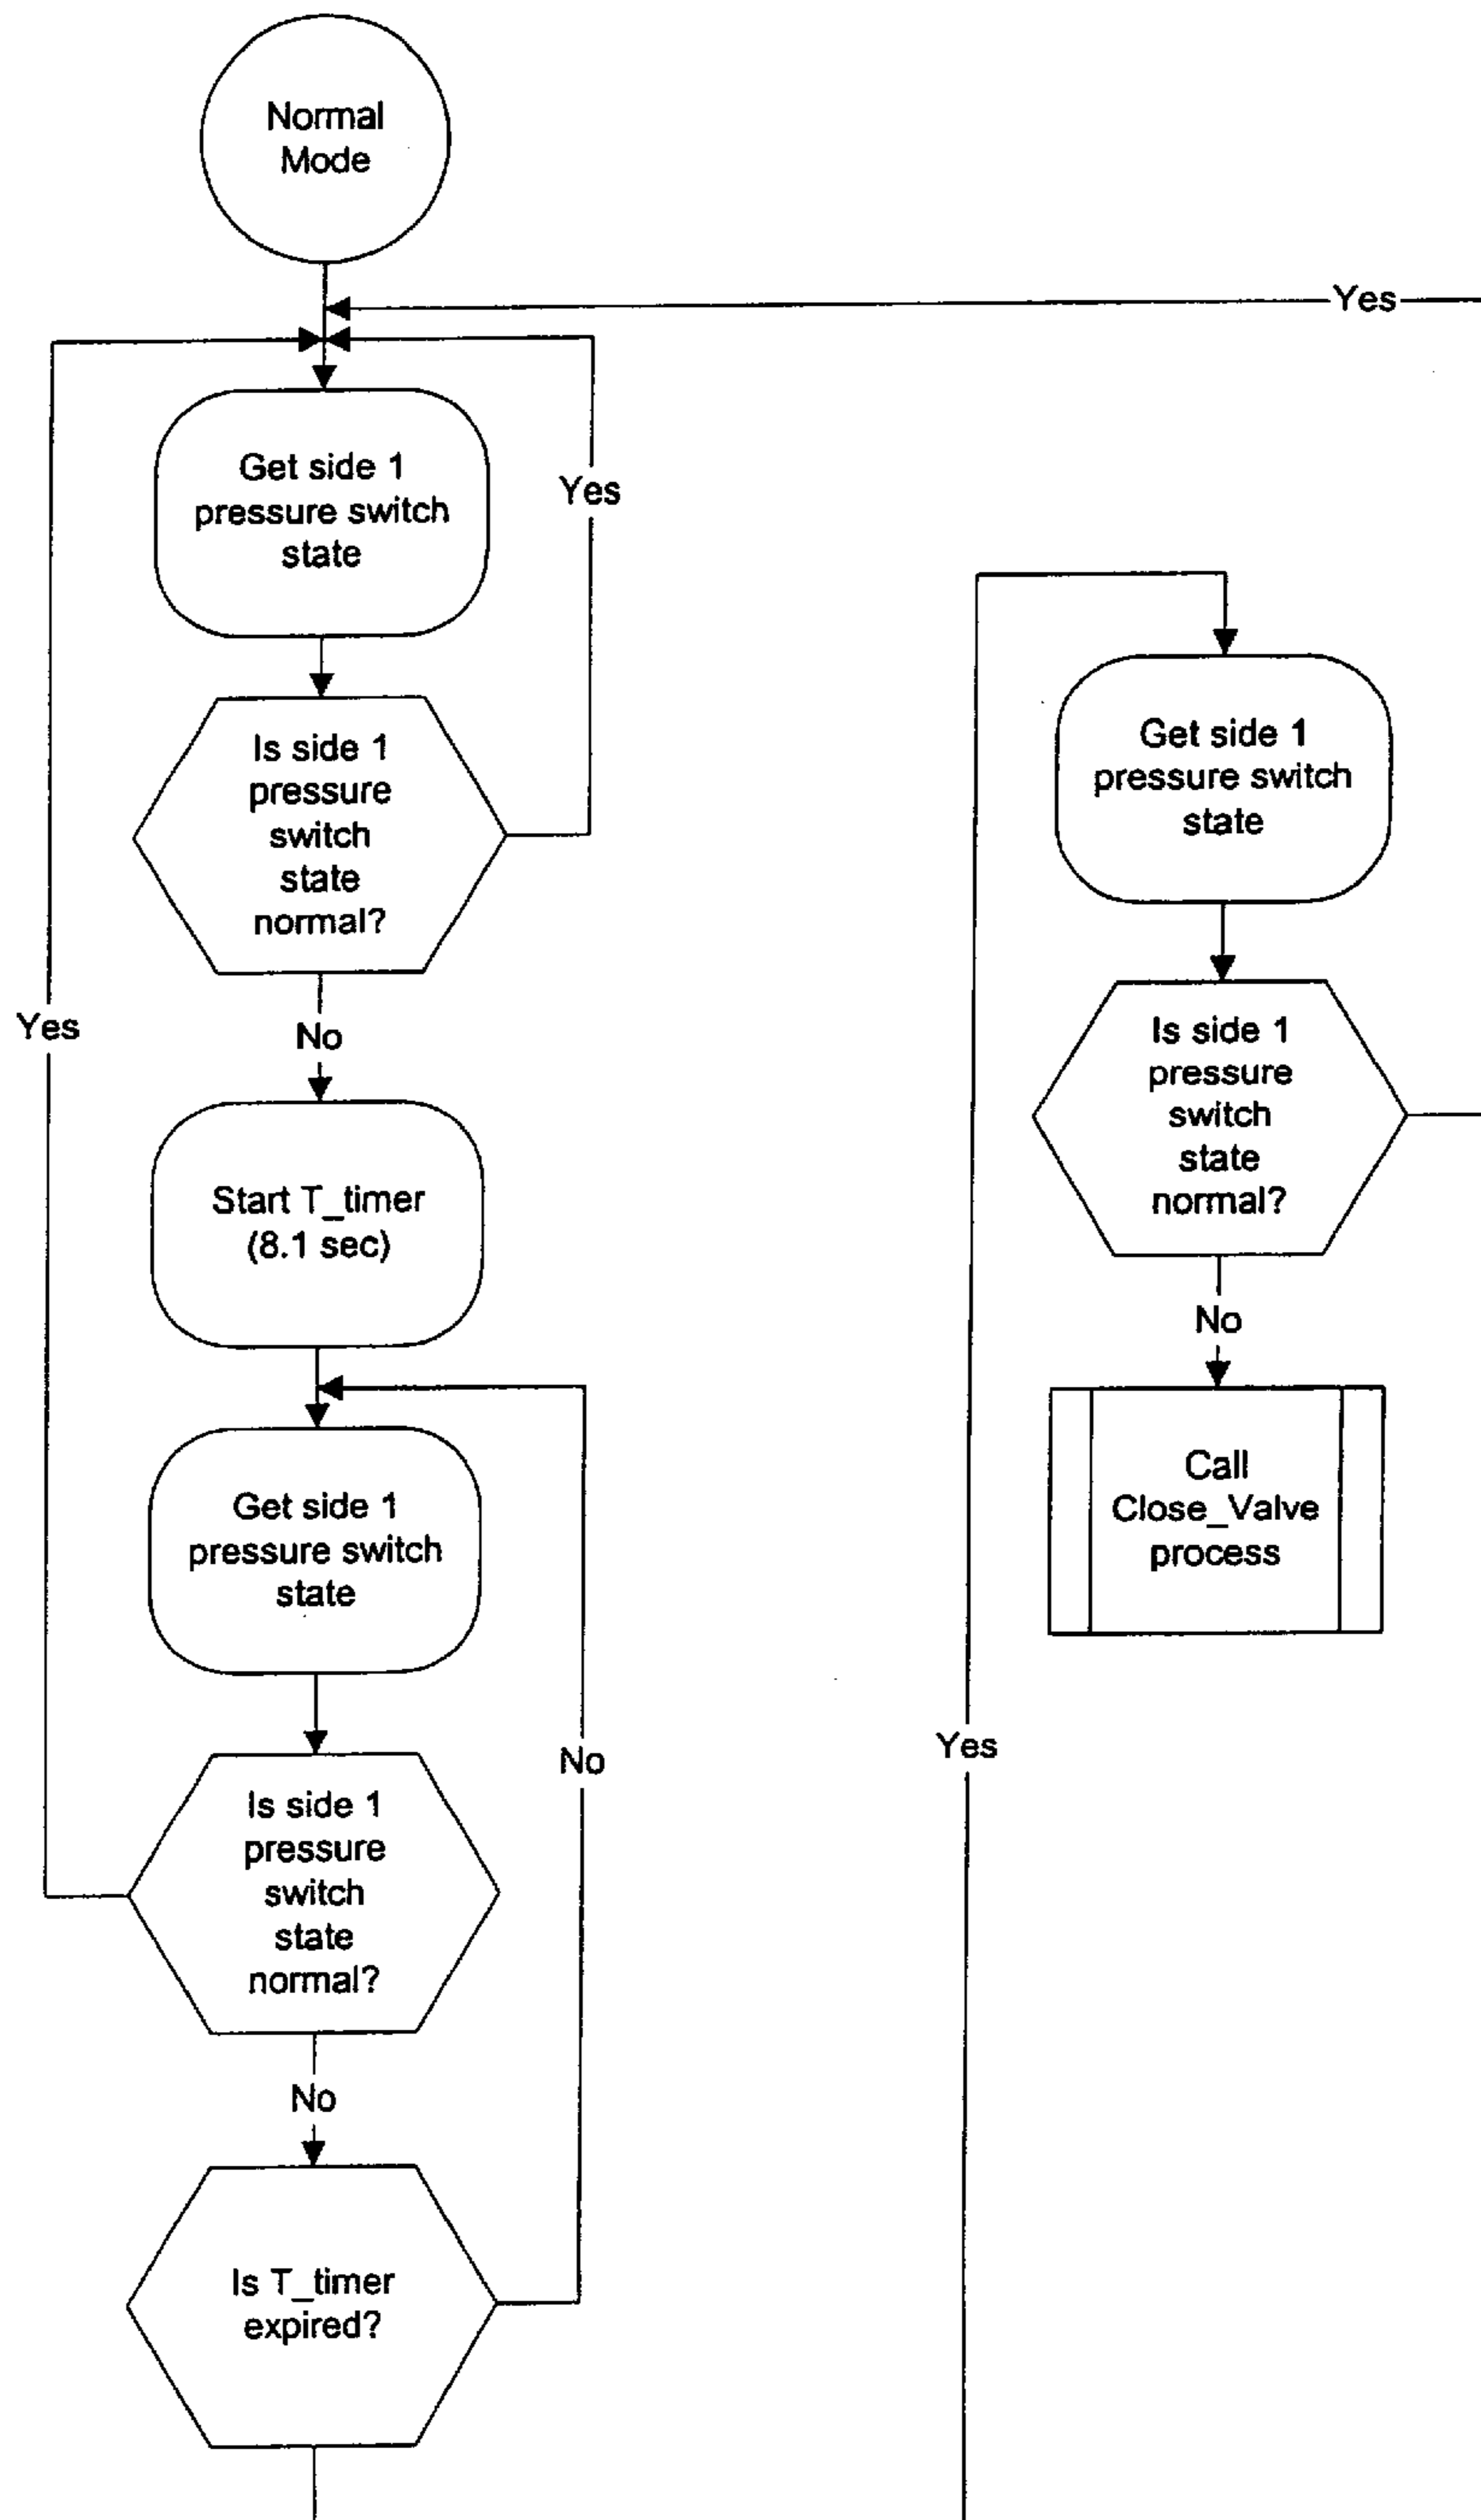 Normal
Mode
Yes
Get side 1
pressure switch
state
Yes
Is side 1
pressure
switch
state
normal?
Yes
No
Start T_timer
(8.1 sec)
Get side 1
pressure switch
state
No
Is side 1
pressure
switch
state
normal?
No
Is T_timer
expired?
Get side 1
pressure switch
state
Is side 1
pressure
switch
state
normal?
No
Call
Close_Valve
process
Yes